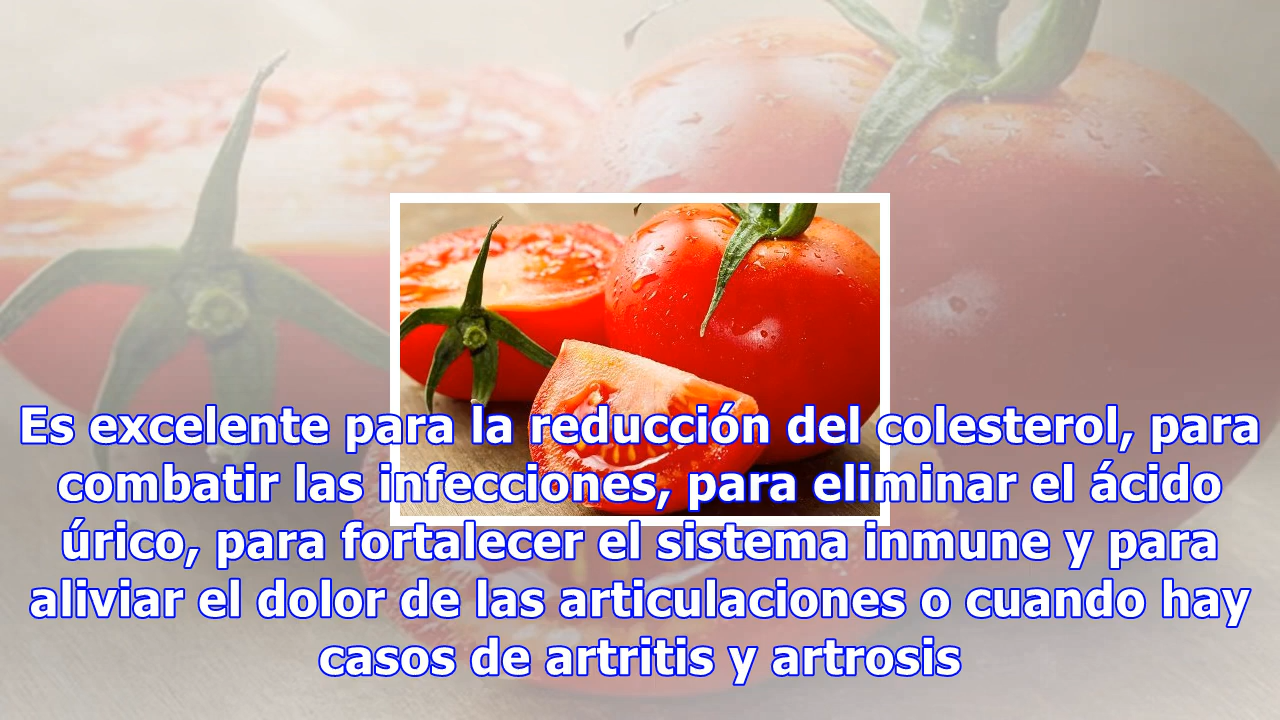 Es excelente para la reducción del colesterol, para
combatir las infecciones, para eliminar el ácido
úrico, para fortalecer el sistema inmune y para
aliviar el dolor de las articulaciones o cuando hay
casos de artritis y artrosis